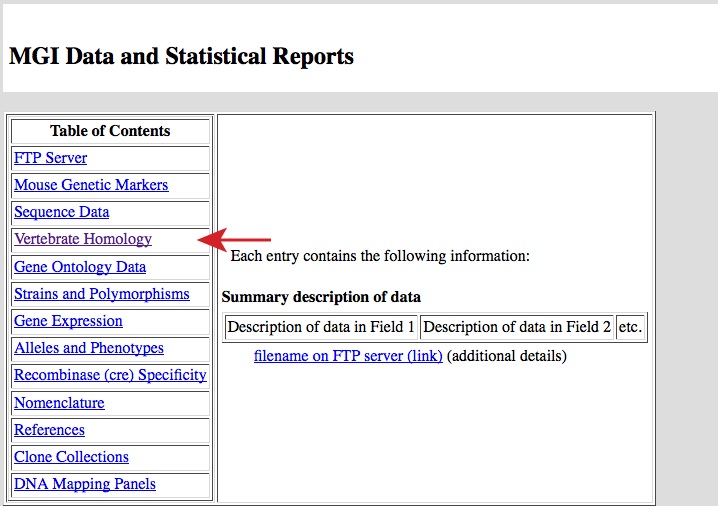 MGI Data and Statistical Reports
Table of Contents
FTP Server
Mouse Genetic Markers
Sequence Data
Vertebrate Homology
Gene Ontology Data
Strains and Polymorphisms
Gene Expression
Alleles and Phenotypes
Recombinase (cre) Specificity
Nomenclature
References
Clone Collections
DNA Mapping Panels
Each entry contains the following information:
Summary description of data
Description of data in Field 1 Description of data in Field 2 etc.
filename on FTP server (link) (additional details)